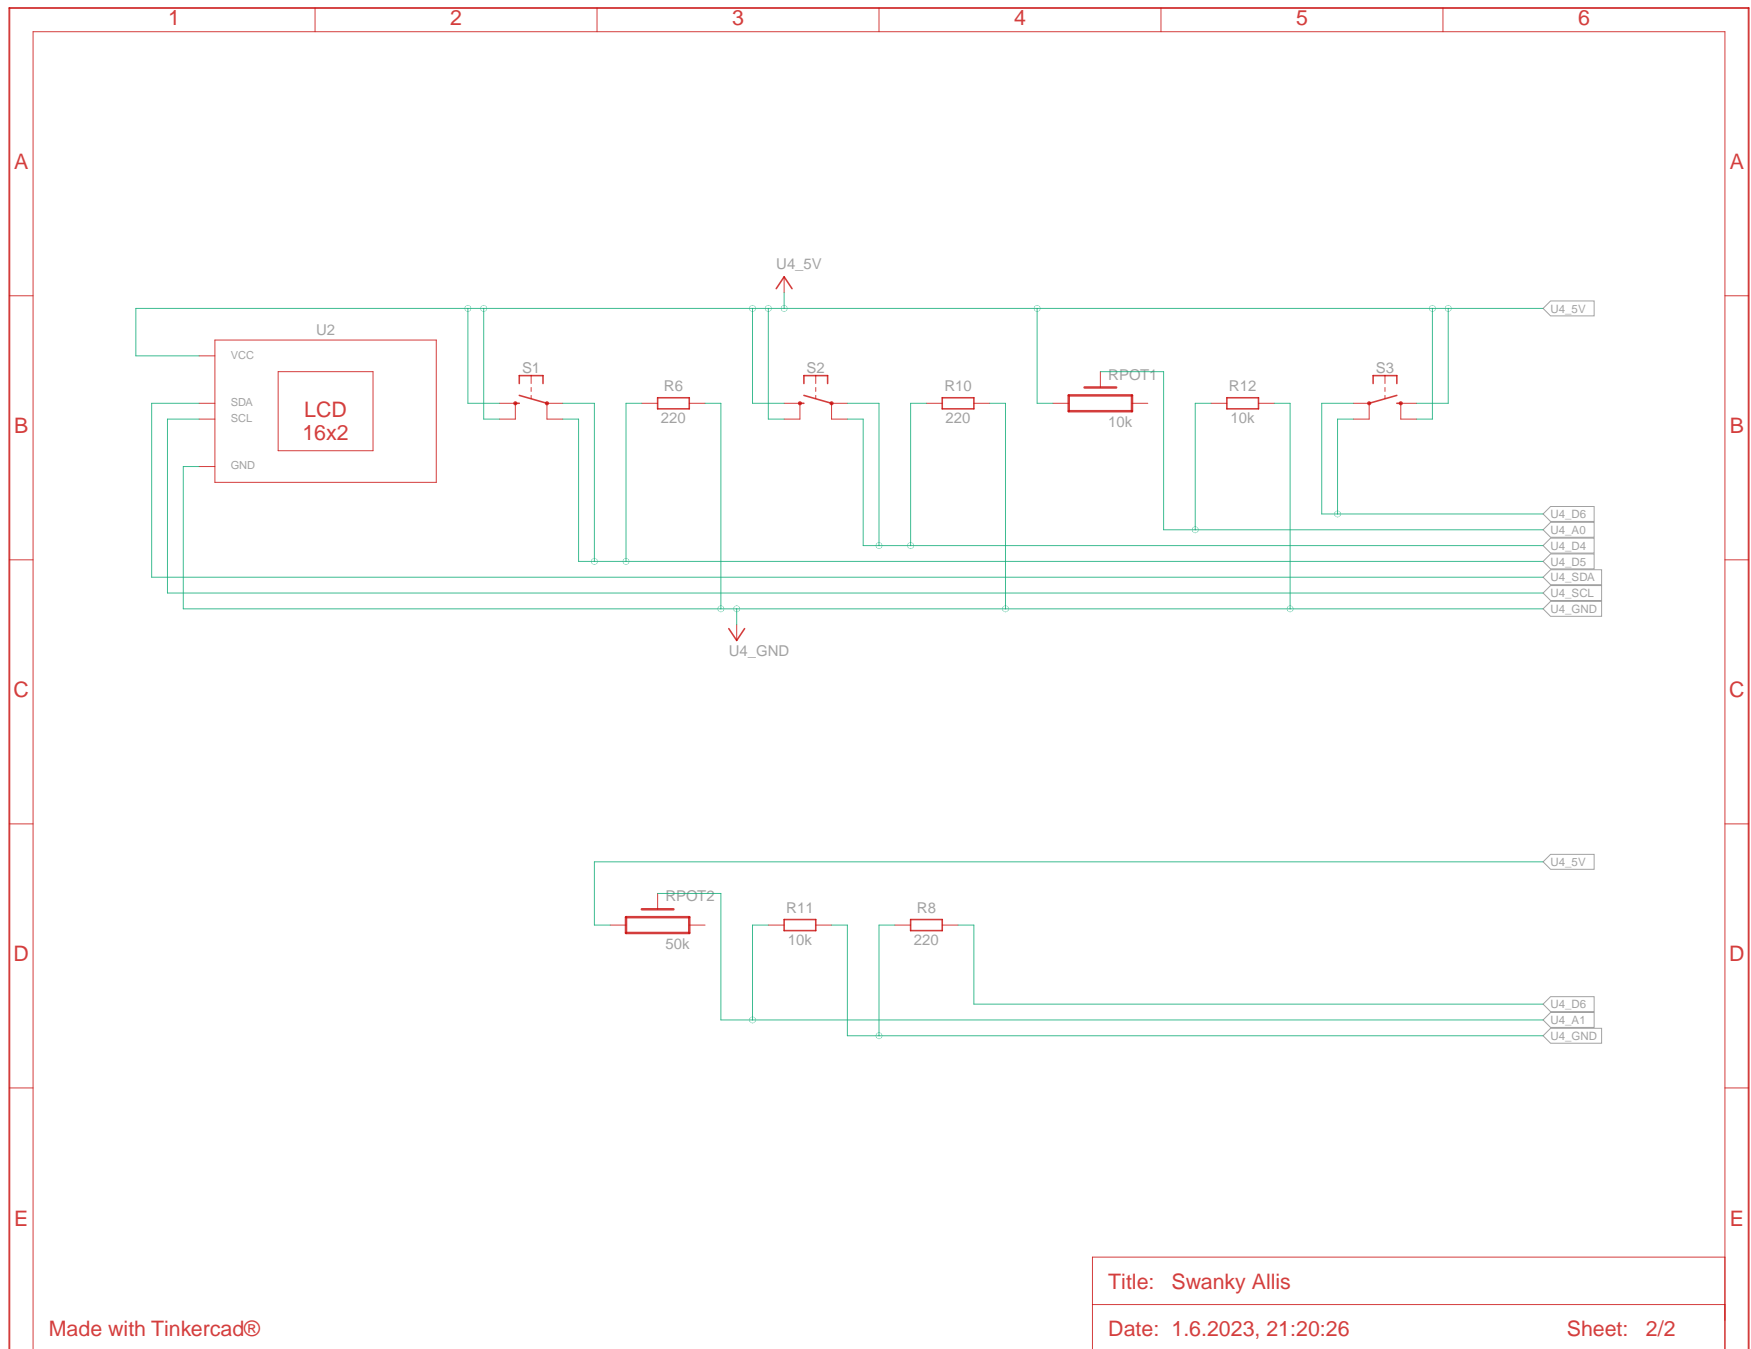 1 2 3 4 5 6
A A
U4_5V
U4_5V
U2
VCC
SDA
SCL
GND
LCD
16x2
S1
R6
220
S2
R10
220
RPOT1
10k
R12
10k
S3
B B
U4_D6
U4_A0
U4_D4
U4_D5
U4_SDA
U4_SCL
U4_GND
U4_GND
C C
U4_5V
RPOT2
50k
R11
10k
R8
220
D D
U4_D6
U4_A1
U4_GND
E E
Title: Swanky Allis
Made with Tinkercad®
Date: 1.6.2023, 21:20:26 Sheet: 2/2